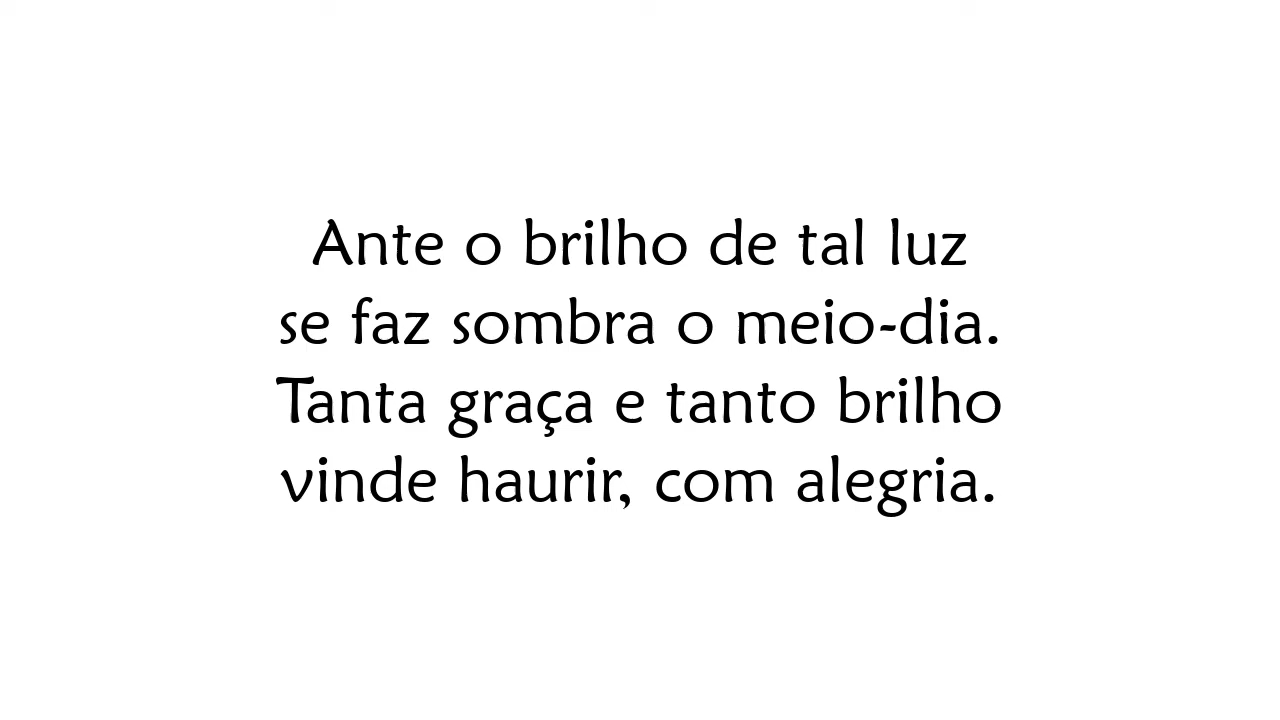 Ante o brilho de tal luz
se faz sombra o meio-dia.
Tanta graça e tanto brilho
vinde haurir, com alegria.